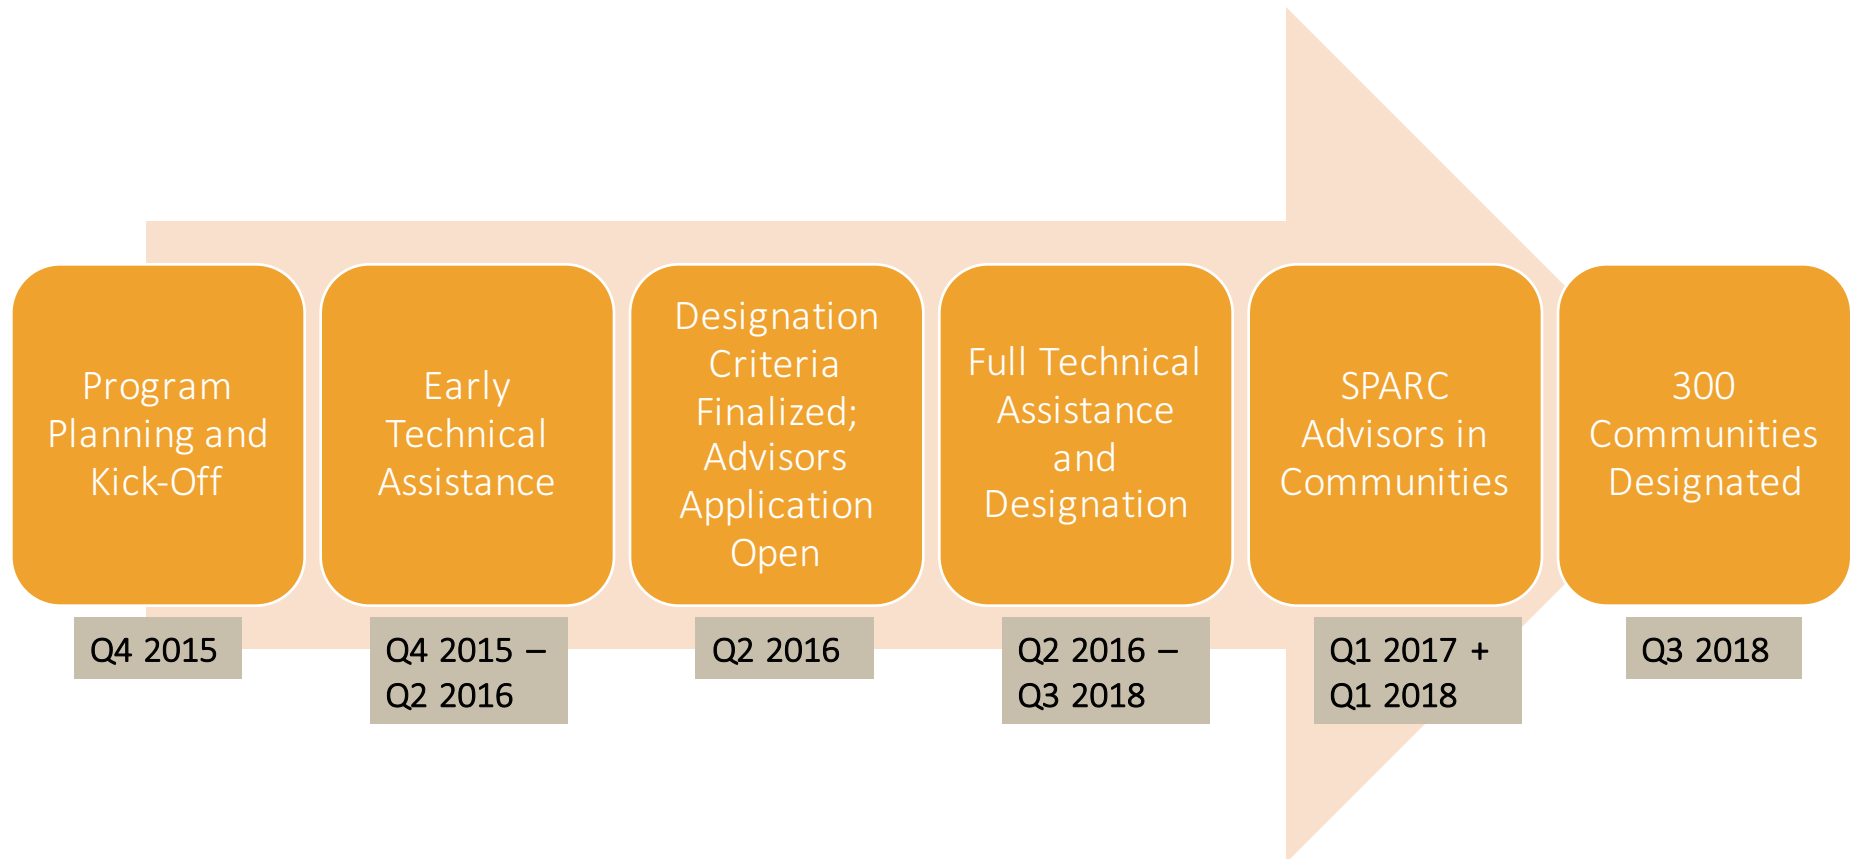 Program
Planning and
Kick-Off
Early
Technical
Assistance
Designation
Criteria
Finalized;
Advisors
Application
Open
Full Technical
Assistance
and
Designation
SPARC
Advisors in
Communities
300
Communities
Designated
Q4 2015
Q4 2015 –
Q2 2016
Q2 2016
Q2 2016 –
Q3 2018
Q1 2017 +
Q1 2018
Q3 2018